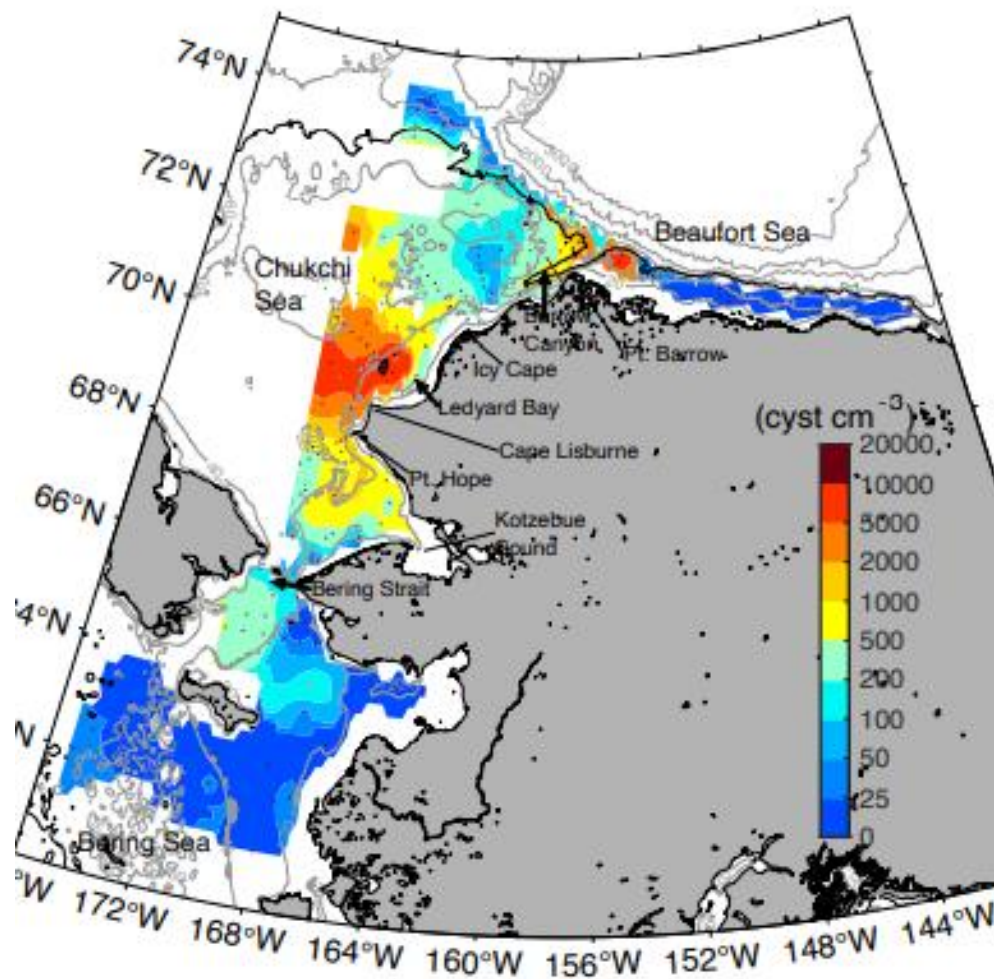 74°N
72°N
70°N
68°N
66°N
Chukchi
Sea
Beaufort Sea
Canyon
Pt. Barrow
Icy Cape
Ledyard Bay
Cape Lisburne
Pt. Hope
Kotzebue
Sound
Bering Strait
Bering Sea
(cyst cm-3)
20000
10000
5000
2000
1000
500
200
100
50
25
0
172°W
168°W
164°W
160°W
156°W
152°W
148°W
144°W